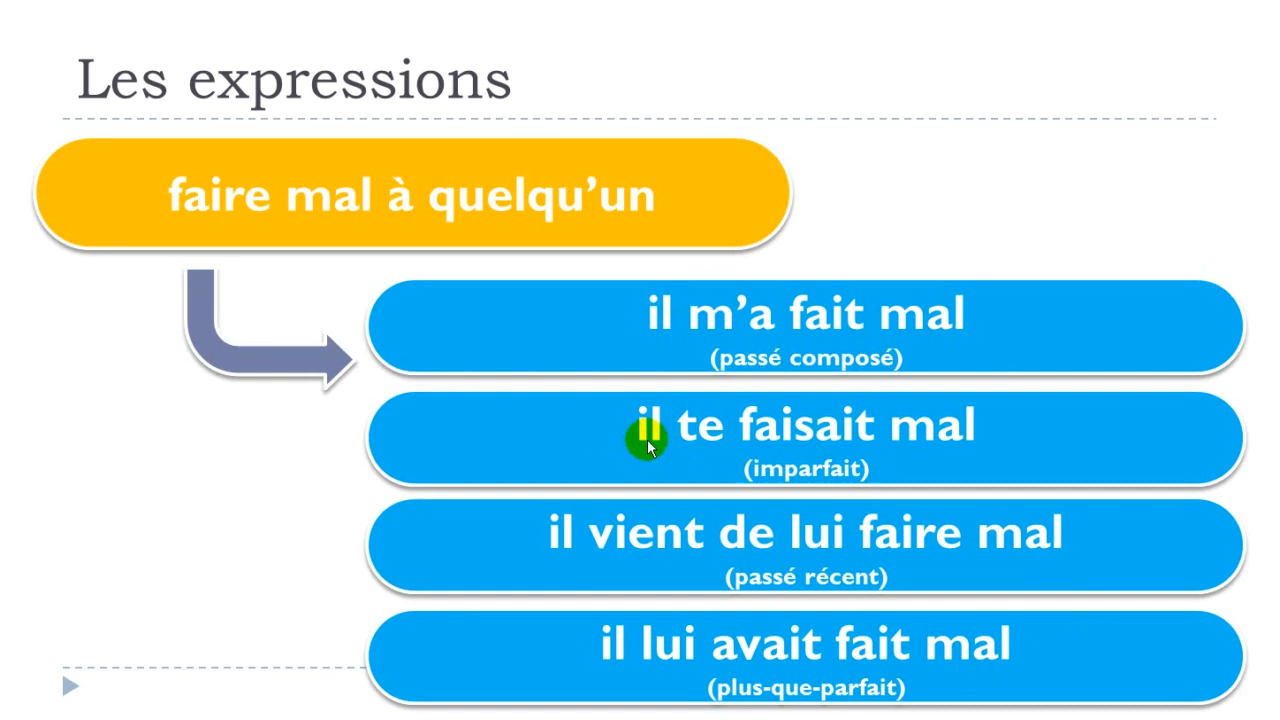 Les expressions
faire mal à quelqu’un
il m’a fait mal
(passé composé)
il te faisait mal
(imparfait)
il vient de lui faire mal
(passé récent)
il lui avait fait mal
(plus-que-parfait)